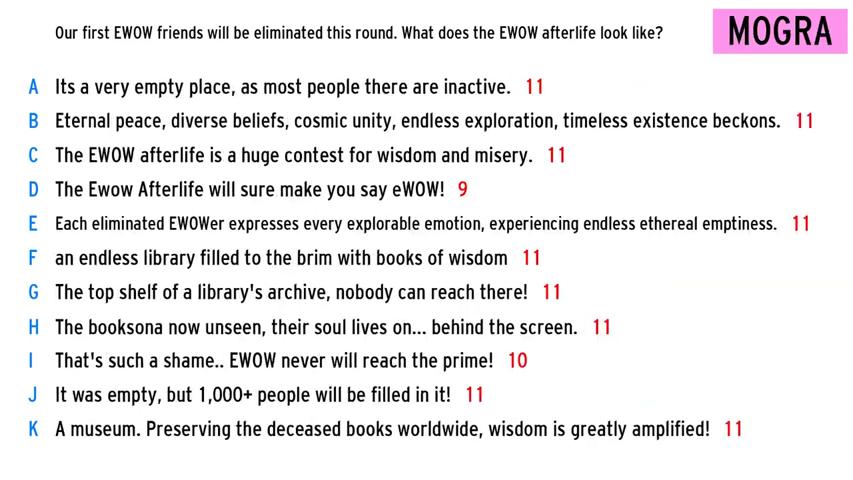 Our first EWOW friends will be eliminated this round. What does the EWOW afterlife look like?
MOGRA
A Its a very empty place, as most people there are inactive. 11
B Eternal peace, diverse beliefs, cosmic unity, endless exploration, timeless existence beckons. 11
C The EWOW afterlife is a huge contest for wisdom and misery. 11
D The Ewow Afterlife will sure make you say eWOW! 9
E Each eliminated EWOWer expresses every explorable emotion, experiencing endless ethereal emptiness. 11
F an endless library filled to the brim with books of wisdom 11
G The top shelf of a library's archive, nobody can reach there! 11
H The booksona now unseen, their soul lives on... behind the screen. 11
I That's such a shame.. EWOW never will reach the prime! 10
J It was empty, but 1,000+ people will be filled in it! 11
K A museum. Preserving the deceased books worldwide, wisdom is greatly amplified! 11